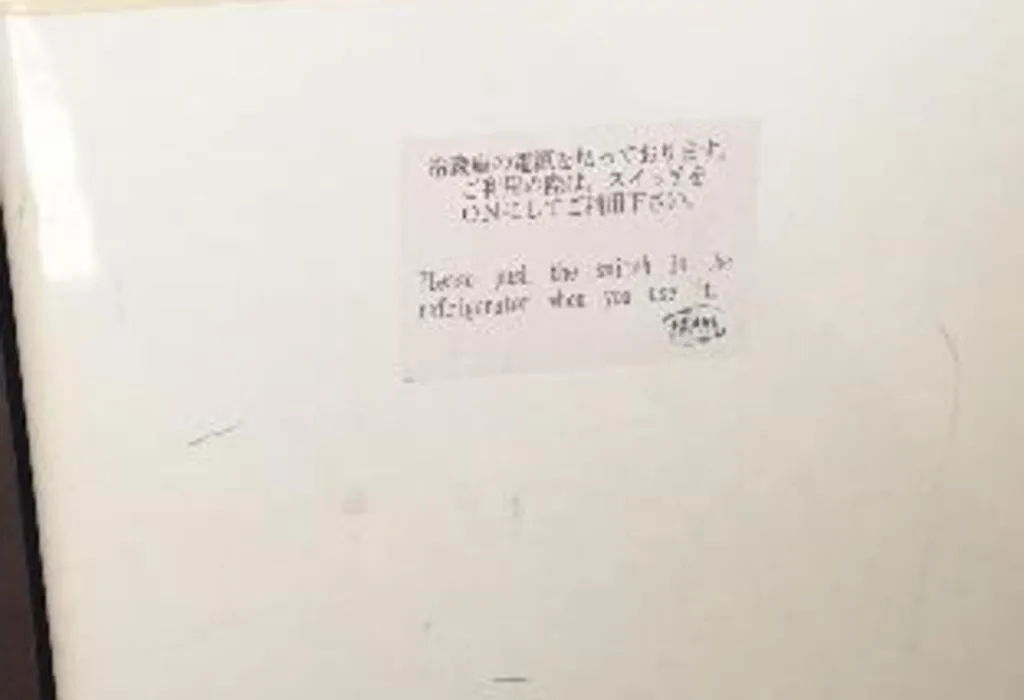 冷蔵庫の電源を切っております。
ご利用の際は、スイッチを
ONにしてご利用下さい。
Please push the switch in the
refrigerator when you use it.